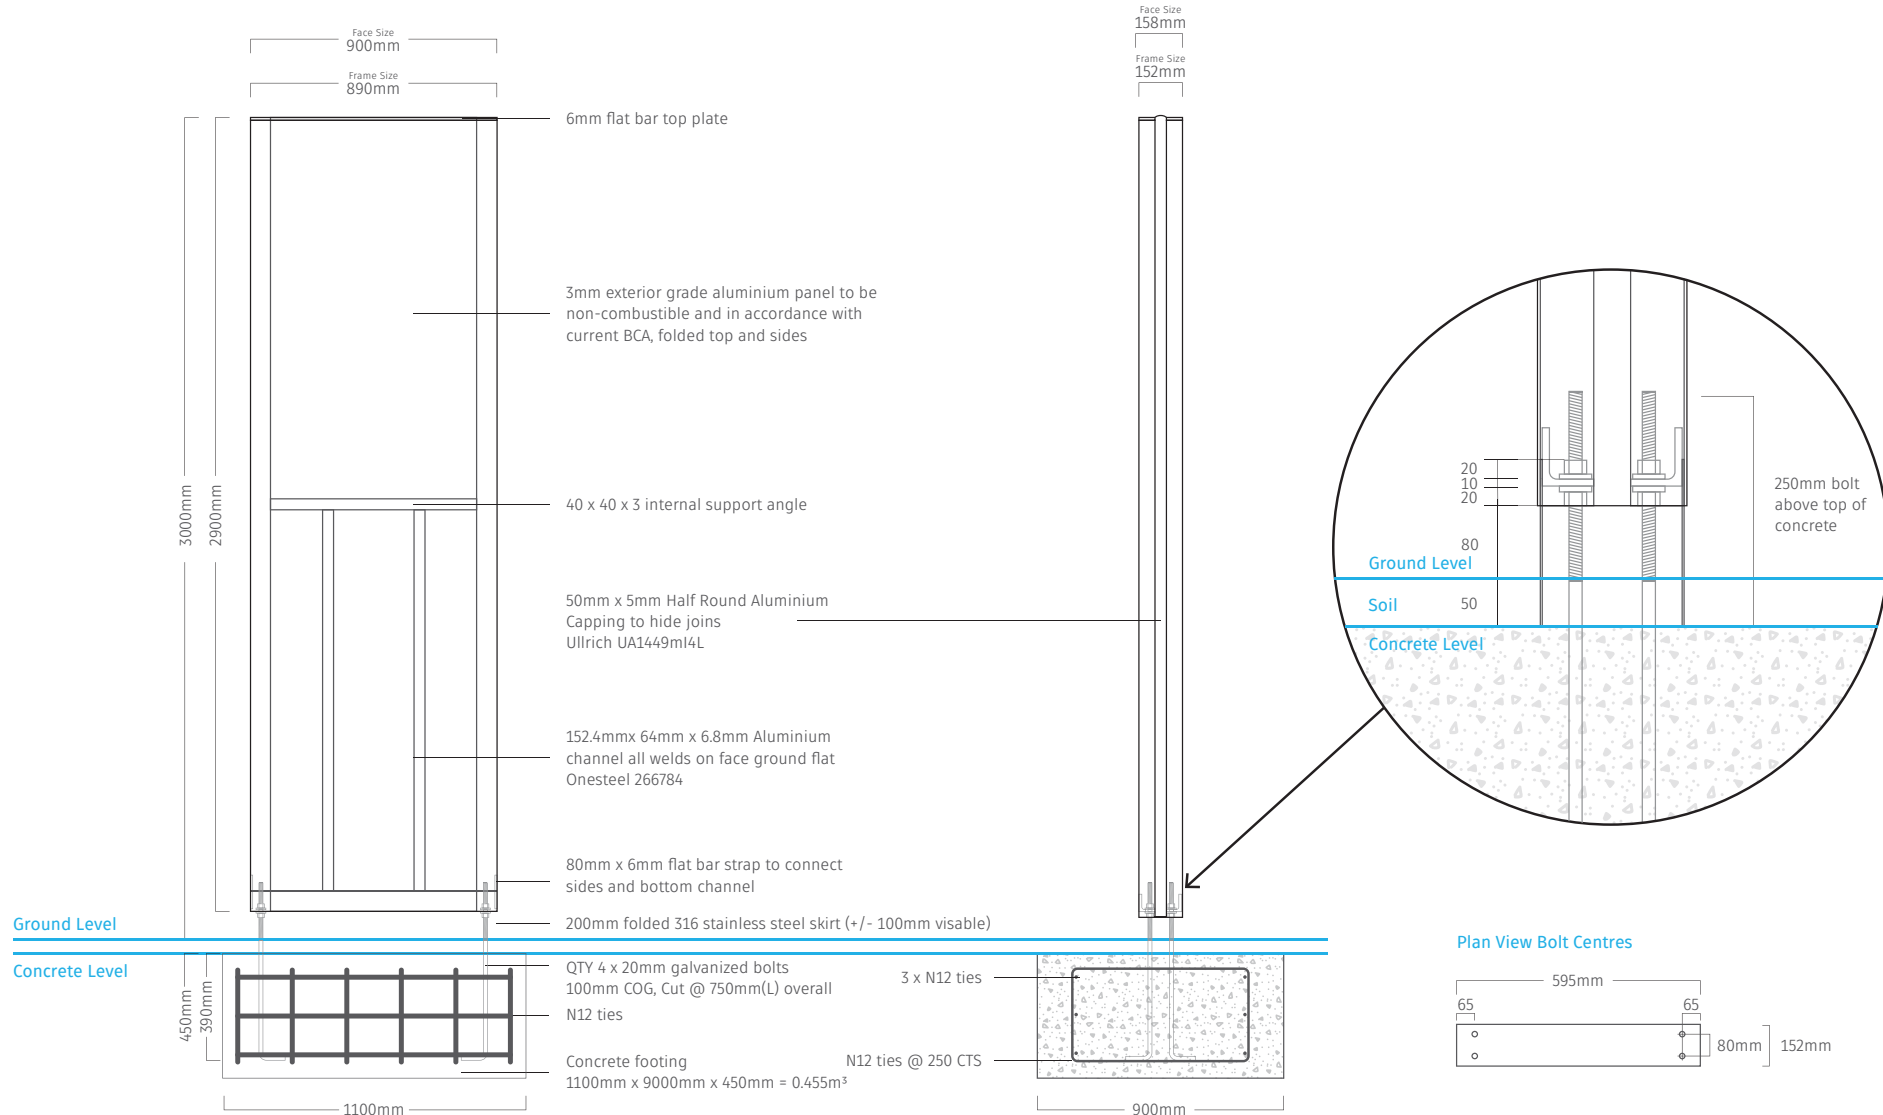 Face Size
900mm
Frame Size
890mm
Face Size
158mm
Frame Size
152mm
6mm flat bar top plate
3mm exterior grade aluminium panel to be
non-combustible and in accordance with
current BCA, folded top and sides
3000mm
2900mm
40 x 40 x 3 internal support angle
50mm x 5mm Half Round Aluminium
Capping to hide joins
Ullrich UA1449ml4L
152.4mmx 64mm x 6.8mm Aluminium
channel all welds on face ground flat
Onesteel 266784
80mm x 6mm flat bar strap to connect
sides and bottom channel
200mm folded 316 stainless steel skirt (+/- 100mm visable)
Ground Level
Concrete Level
QTY 4 x 20mm galvanized bolts
100mm COG, Cut @ 750mm(L) overall
N12 ties
Concrete footing
1100mm x 9000mm x 450mm = 0.455m³
450mm
390mm
1100mm
3 x N12 ties
N12 ties @ 250 CTS
900mm
20
10
20
80
Ground Level
Soil
50
Concrete Level
250mm bolt
above top of
concrete
Plan View Bolt Centres
595mm
65
65
80mm
152mm